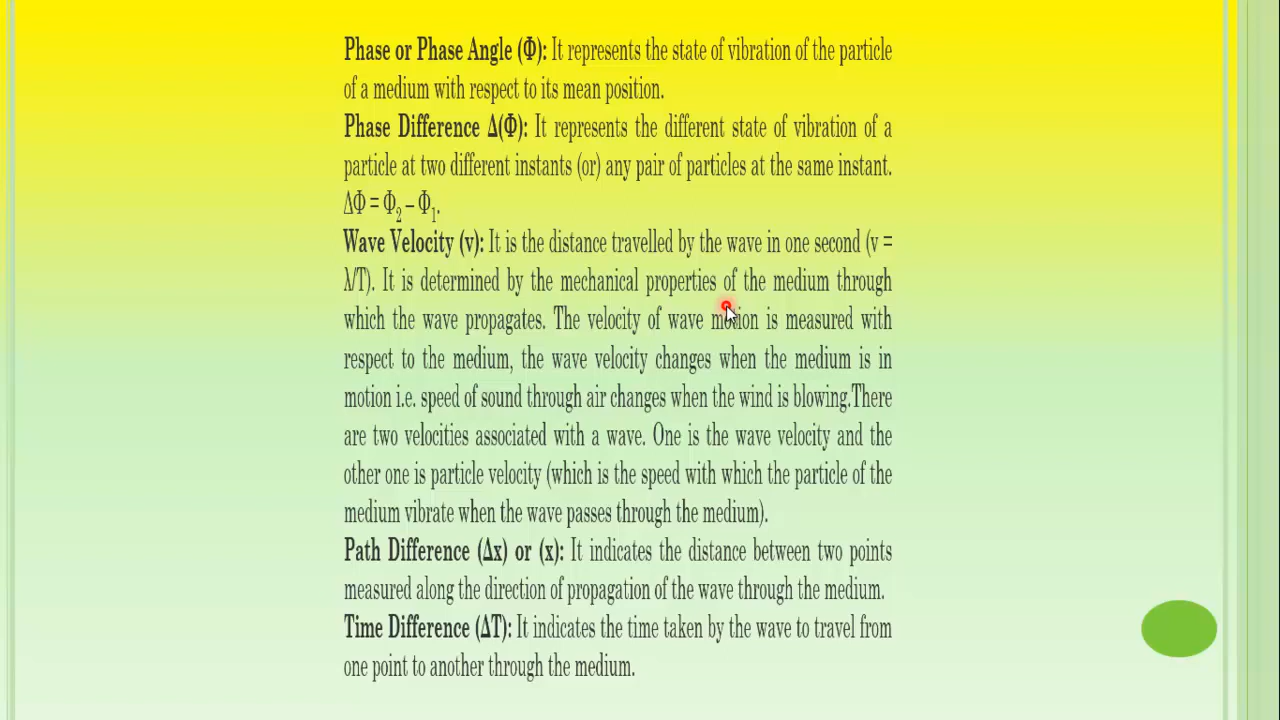 Phase or Phase Angle (Φ): It represents the state of vibration of the particle
of a medium with respect to its mean position.
Phase Difference Δ(Φ): It represents the different state of vibration of a
particle at two different instants (or) any pair of particles at the same instant.
ΔΦ = Φ₂ – Φ₁.
Wave Velocity (v): It is the distance travelled by the wave in one second (v =
λ/T). It is determined by the mechanical properties of the medium through
which the wave propagates. The velocity of wave motion is measured with
respect to the medium, the wave velocity changes when the medium is in
motion i.e. speed of sound through air changes when the wind is blowing.There
are two velocities associated with a wave. One is the wave velocity and the
other one is particle velocity (which is the speed with which the particle of the
medium vibrate when the wave passes through the medium).
Path Difference (Δx) or (x): It indicates the distance between two points
measured along the direction of propagation of the wave through the medium.
Time Difference (ΔT): It indicates the time taken by the wave to travel from
one point to another through the medium.